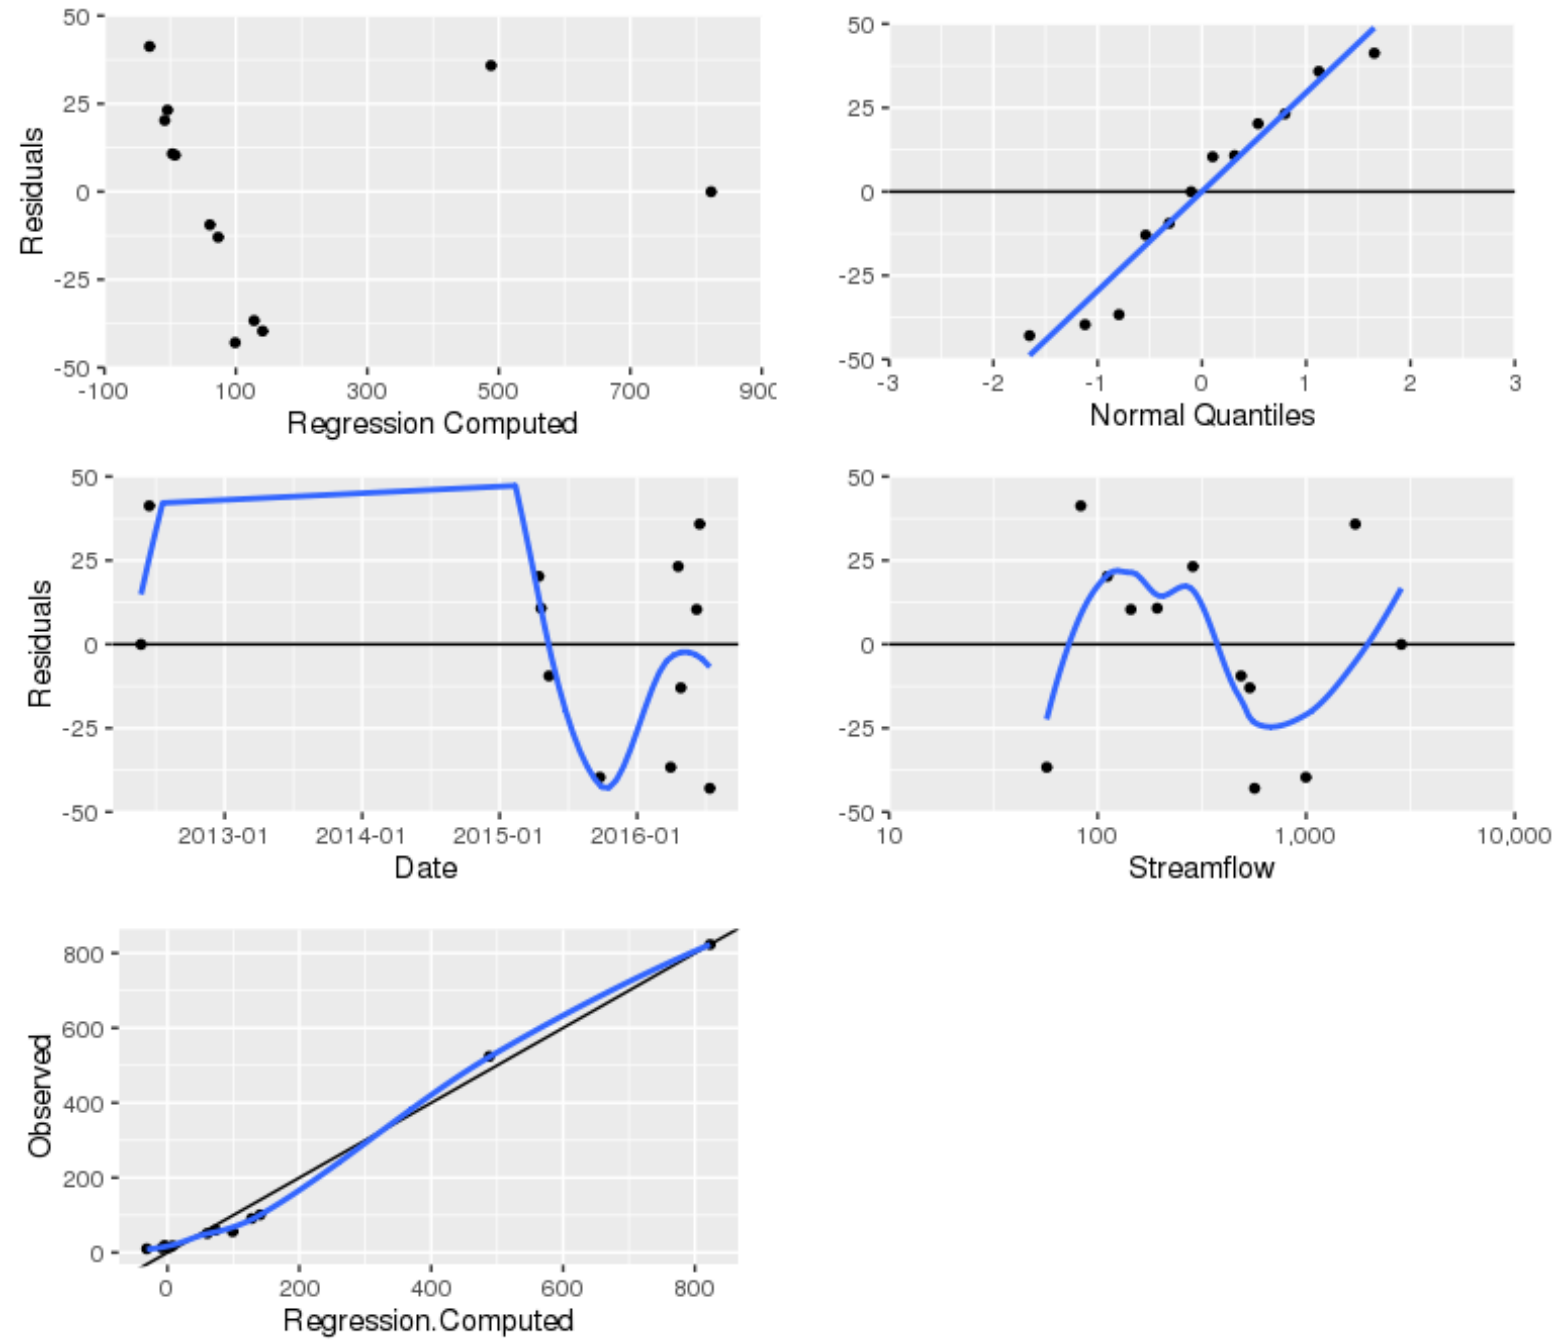 50
25
0
-25
-50
Residuals
-100 100 300 500 700 900
Regression Computed
50
25
0
-25
-50
-3 -2 -1 0 1 2 3
Normal Quantiles
50
25
0
-25
-50
Residuals
2013-01 2014-01 2015-01 2016-01
Date
50
25
0
-25
-50
10 100 1,000 10,000
Streamflow
800
600
400
200
0
Observed
0 200 400 600 800
Regression.Computed